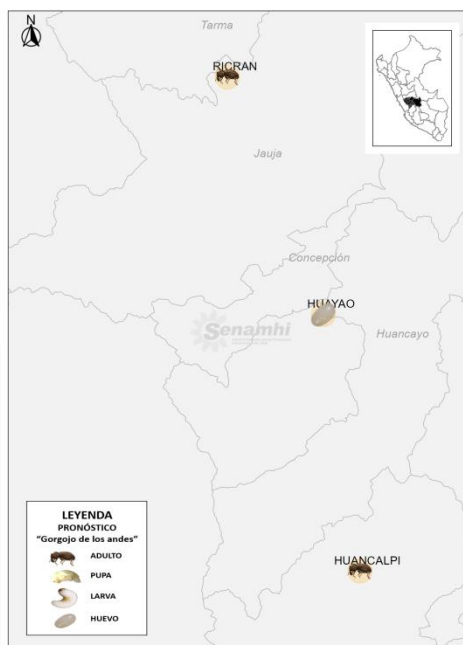 N
Tarma
RICRAN
Jauja
Concepción
HUAYAO
Senamhi
Huancayo
HUANCALPI
LEYENDA
PRONÓSTICO
“Gorgojo de los andes”
ADULTO
PUPA
LARVA
HUEVO